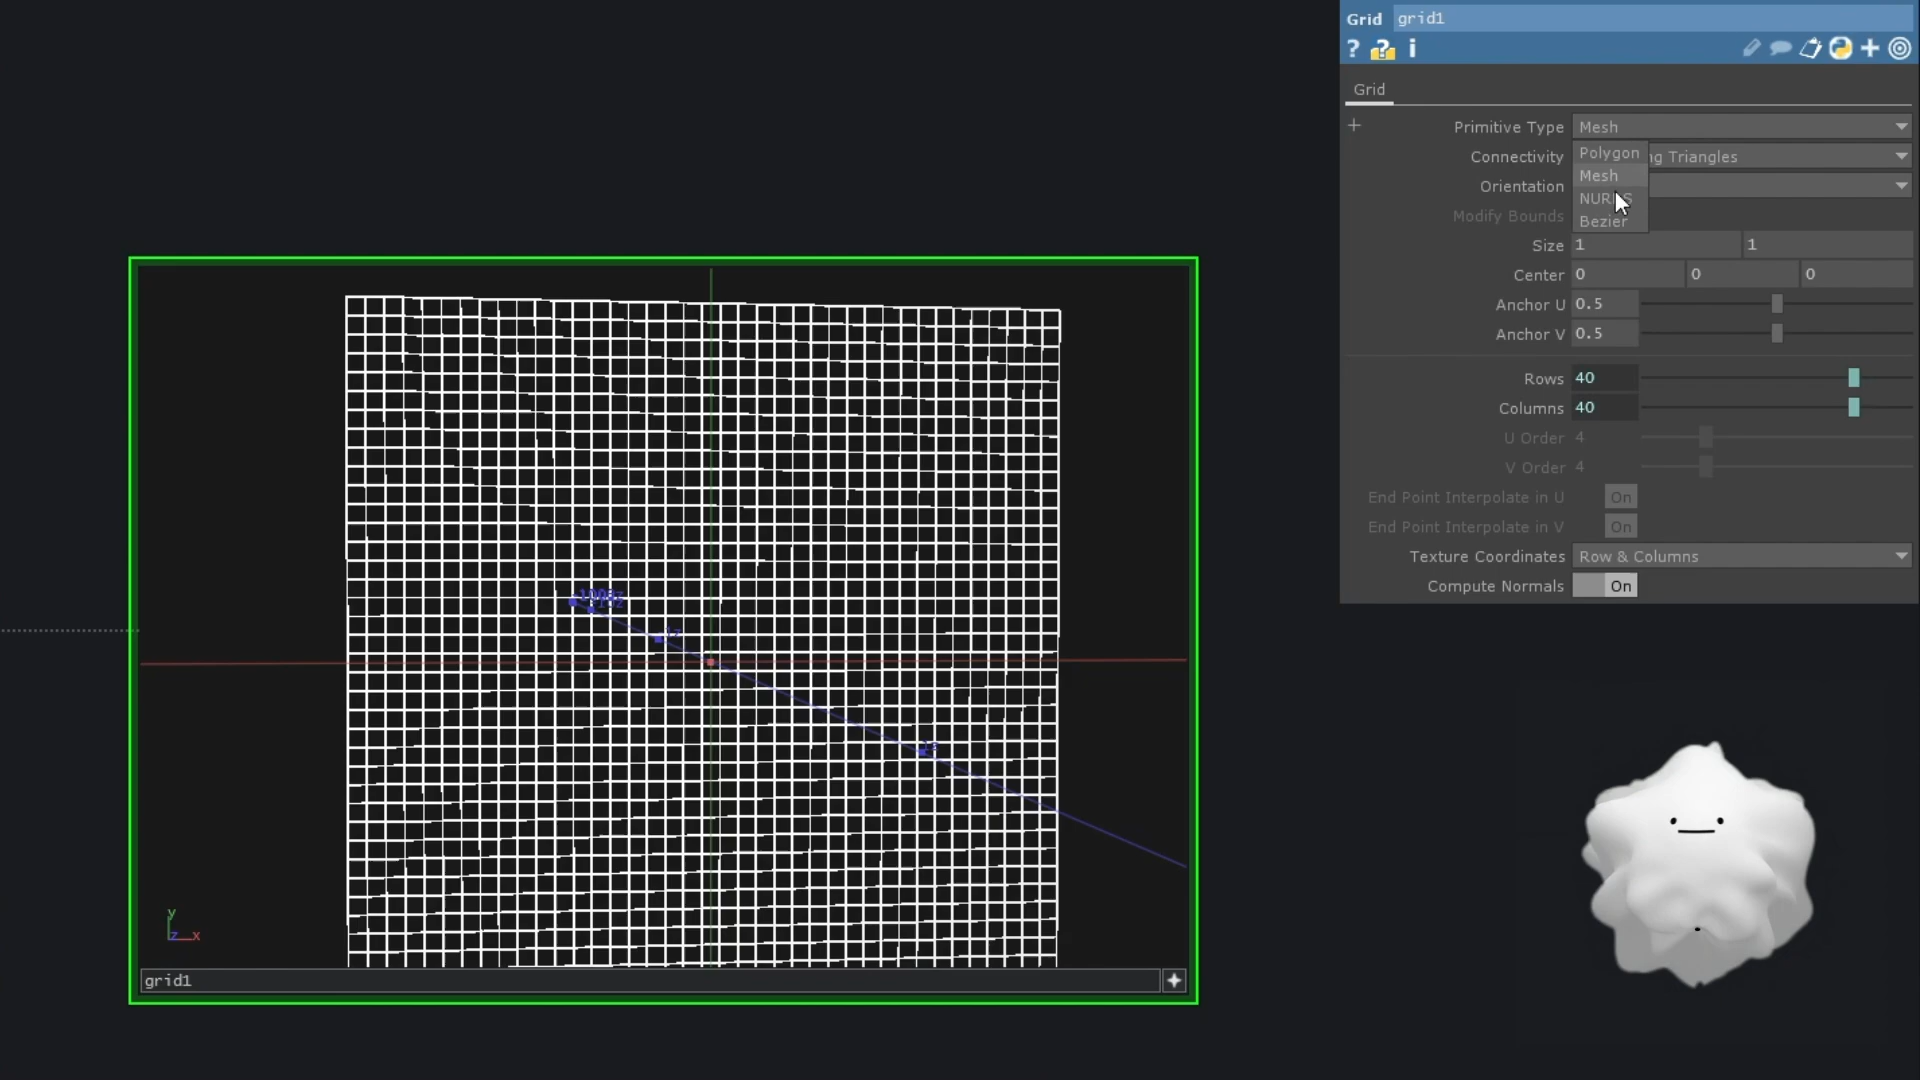 Grid grid1
? ? i
Grid
+ Primitive Type Mesh
Polygon
Mesh
Bezier
Connectivity ng Triangles
Orientation
Modify Bounds
Size 1 1
Center 0 0 0
Anchor U 0.5
Anchor V 0.5
Rows 40
Columns 40
U Order 4
V Order 4
End Point Interpolate in U On
End Point Interpolate in V On
Texture Coordinates Row & Columns
Compute Normals On
y
z x
grid1